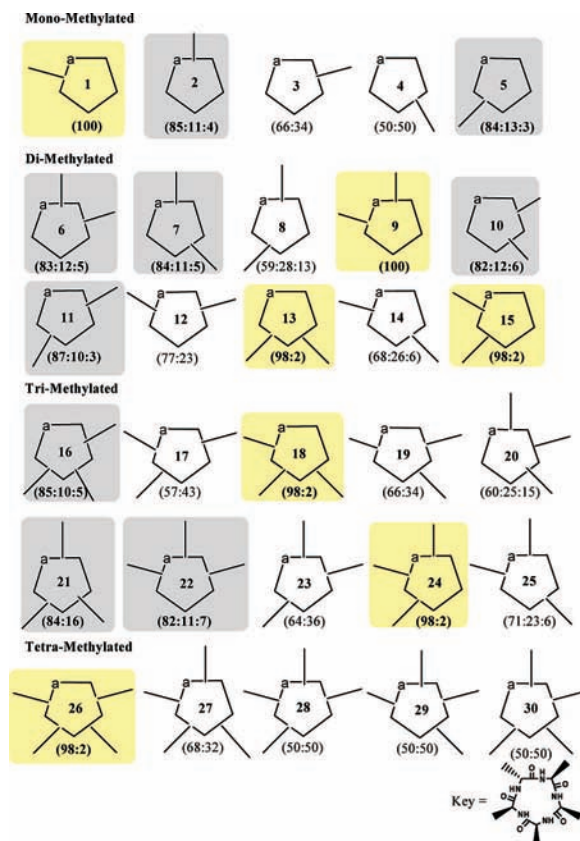 Mono-Methylated
a a a a a
1 2 3 4 5
(100) (85:11:4) (66:34) (50:50) (84:13:3)
Di-Methylated
a a a a a
6 7 8 9 10
(83:12:5) (84:11:5) (59:28:13) (100) (82:12:6)
a a a a a
11 12 13 14 15
(87:10:3) (77:23) (98:2) (68:26:6) (98:2)
Tri-Methylated
a a a a a
16 17 18 19 20
(85:10:5) (57:43) (98:2) (66:34) (60:25:15)
a a a a a
21 22 23 24 25
(84:16) (82:11:7) (64:36) (98:2) (71:23:6)
Tetra-Methylated
a a a a a
26 27 28 29 30
(98:2) (68:32) (50:50) (50:50) (50:50)
Key =
O H N
NH O
O HN
NH HN O
O